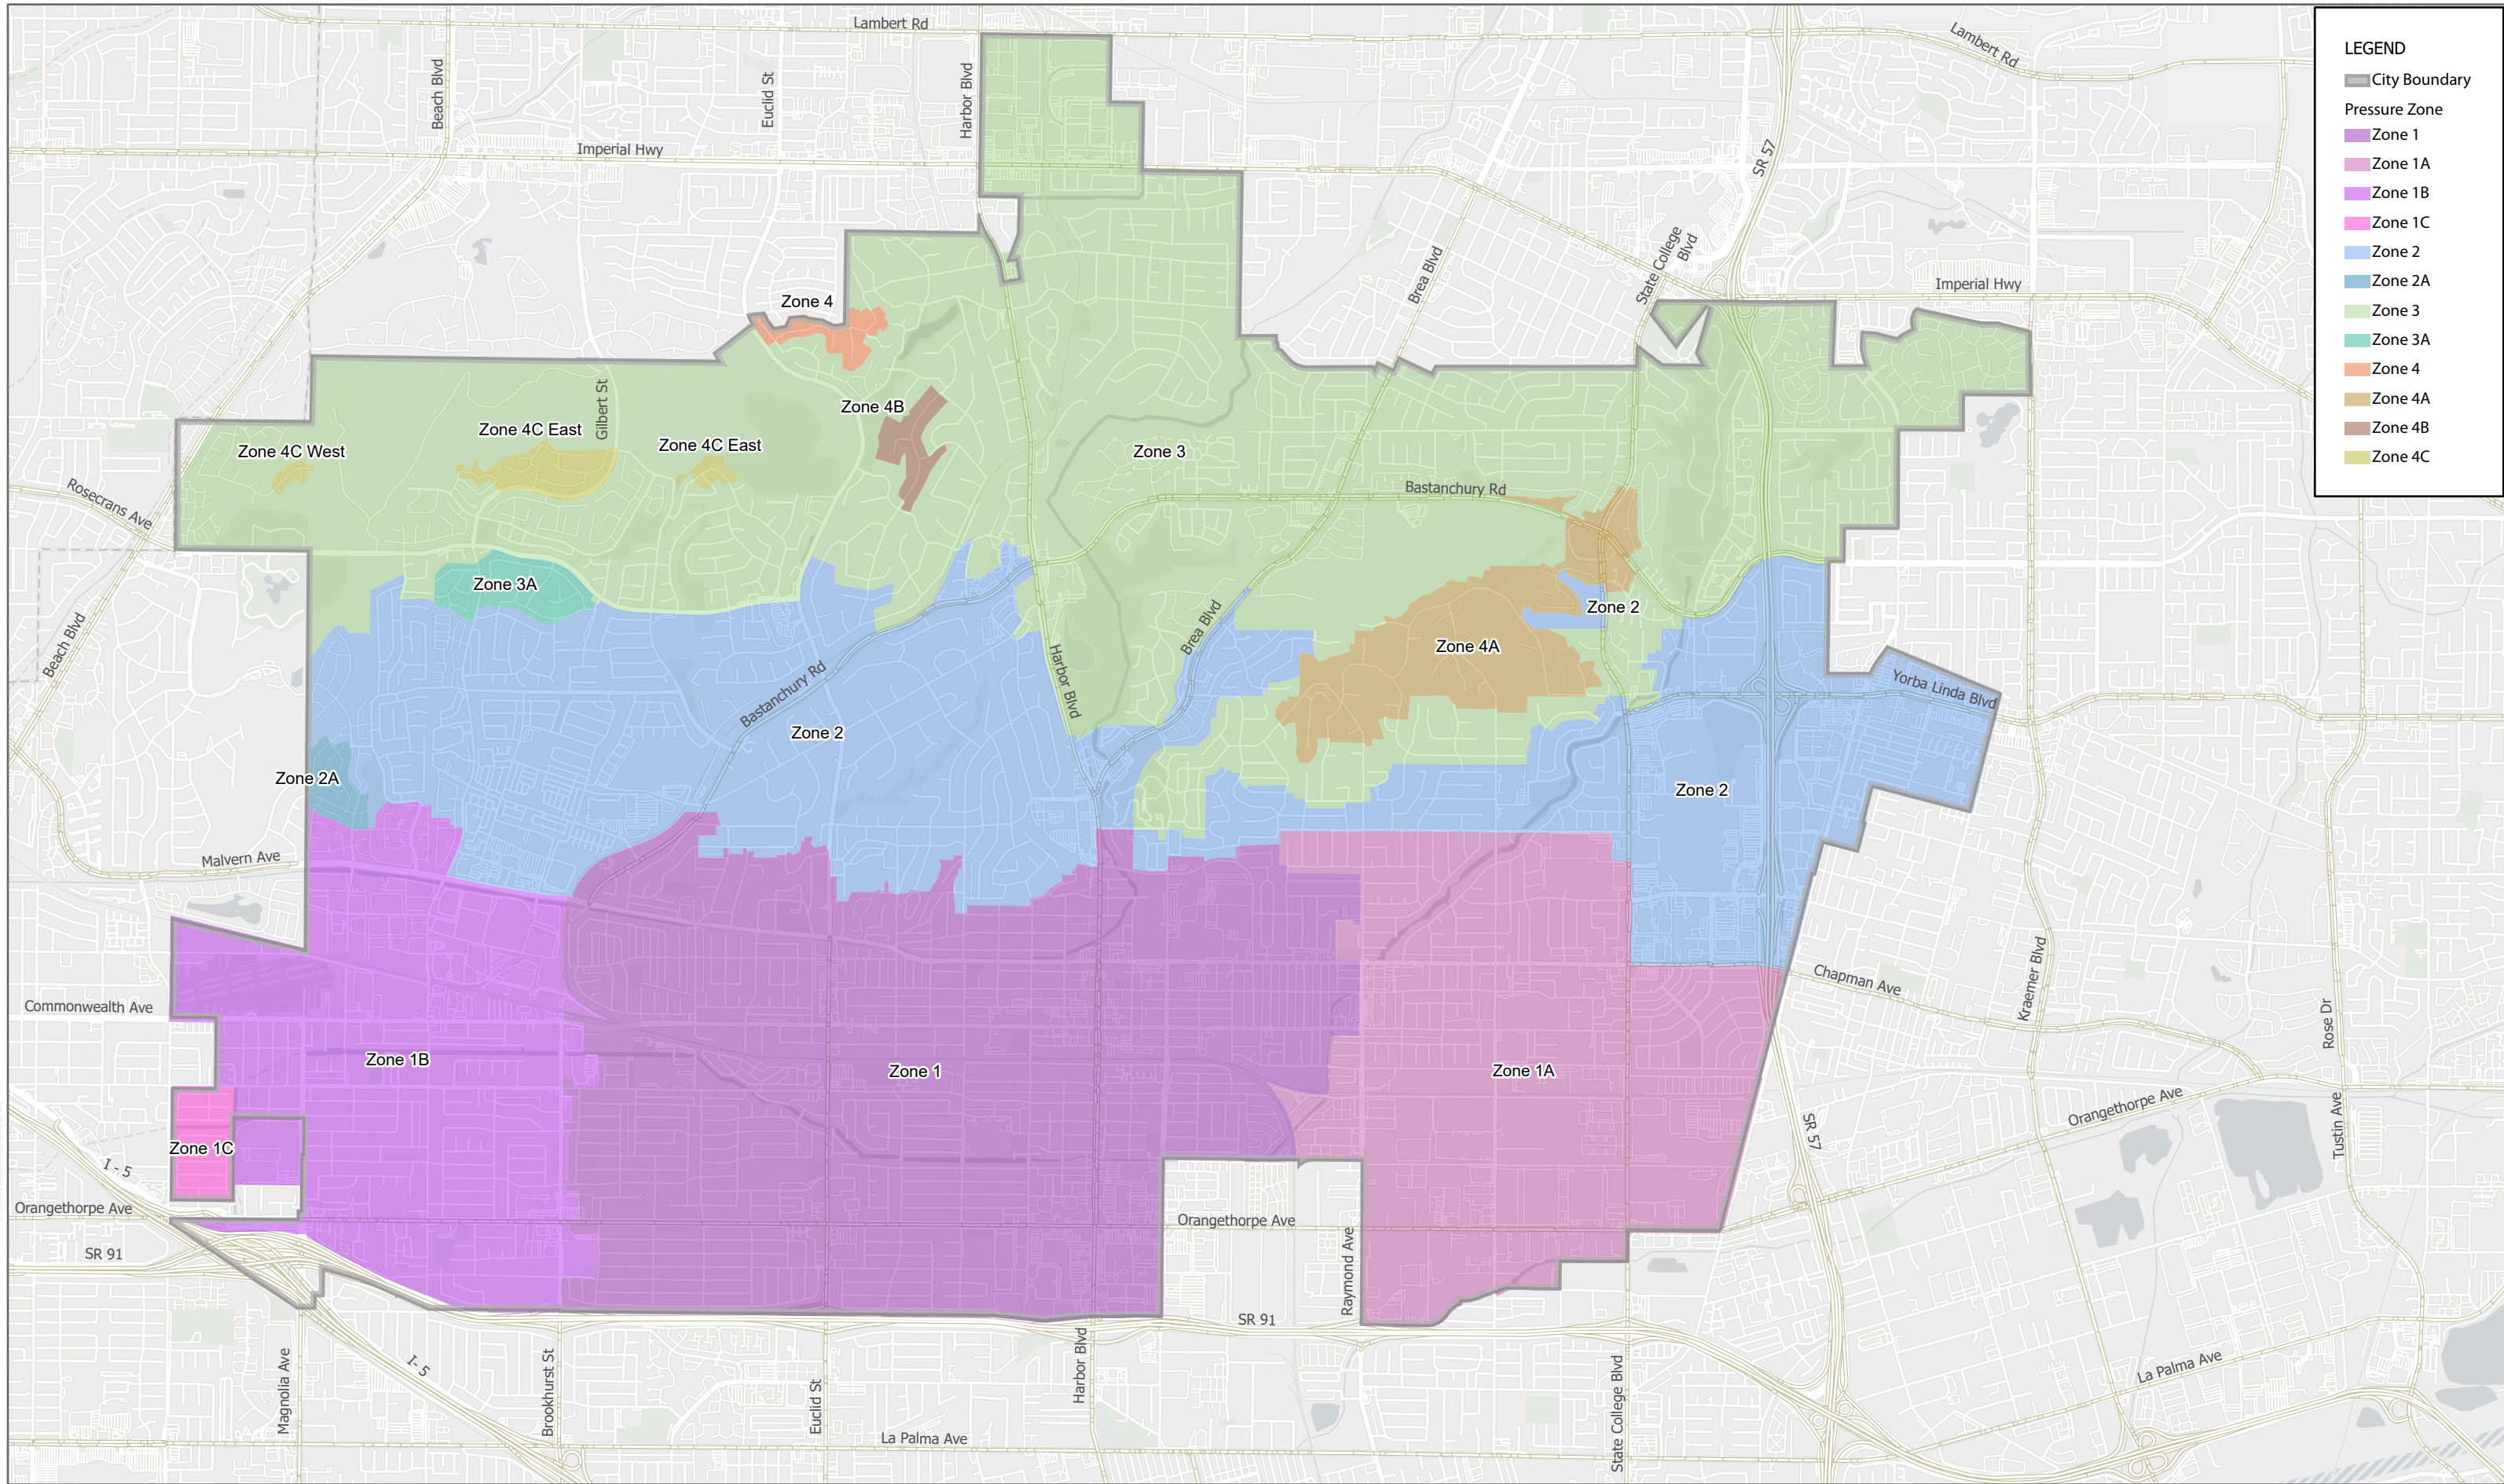 Lambert Rd
Lambert Rd
Beach Blvd
Euclid St
Harbor Blvd
Imperial Hwy
SR 57
State College
Blvd
Brea Blvd
Imperial Hwy
Zone 4
Gilbert St
Zone 4B
Zone 4C East
Zone 4C East
Zone 4C West
Zone 3
Rosecrans Ave
Bastanchury Rd
Zone 3A
Zone 2
Beach Blvd
Brea Blvd
Harbor Blvd
Zone 4A
Bastanchury Rd
Yorba Linda Blvd
Zone 2
Zone 2A
Zone 2
Malvern Ave
Commonwealth Ave
Chapman Ave
Kraemer Blvd
Rose Dr
Zone 1B
Zone 1
Zone 1A
Zone 1C
Orangethorpe Ave
SR 57
Tustin Ave
I - 5
Orangethorpe Ave
Orangethorpe Ave
SR 91
Raymond Ave
SR 91
Magnolia Ave
I- 5
Brookhurst St
Euclid St
Harbor Blvd
State College Blvd
La Palma Ave
La Palma Ave
LEGEND
City Boundary
Pressure Zone
Zone 1
Zone 1A
Zone 1B
Zone 1C
Zone 2
Zone 2A
Zone 3
Zone 3A
Zone 4
Zone 4A
Zone 4B
Zone 4C